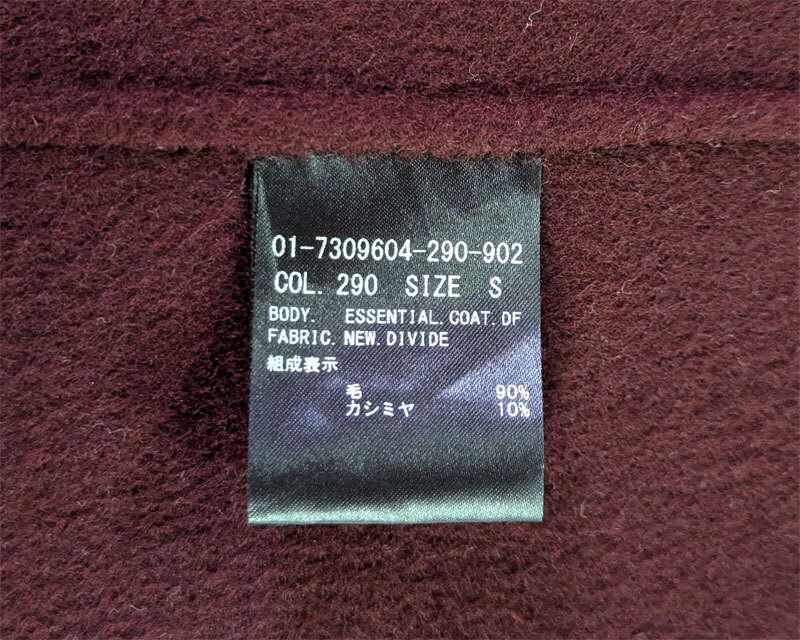 01-7309604-290-902
COL. 290 SIZE S
BODY. ESSENTIAL.COAT.DF
FABRIC.NEW.DIVIDE
組成表示
毛 90%
カシミヤ 10%